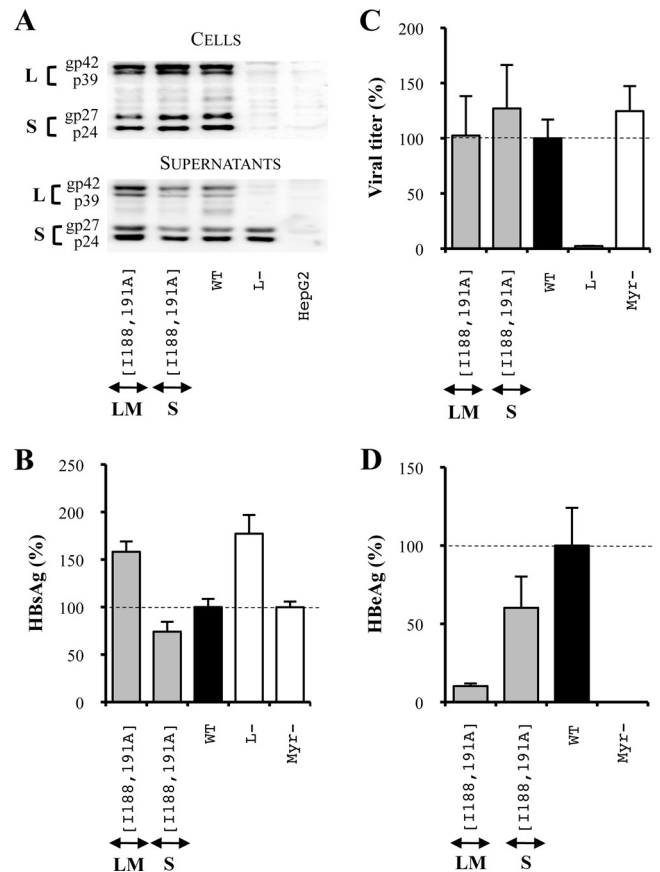 A
CELLS
L [ gp42
p39
S [ gp27
p24
SUPERNATANTS
L [ gp42
p39
S [ gp27
p24
[I188,191A]
[I188,191A]
WT
L-
HepG2
LM
S
C
Viral titer (%)
200
150
100
50
0
[I188,191A]
[I188,191A]
WT
L-
Myr-
LM
S
B
HBsAg (%)
250
200
150
100
50
0
[I188,191A]
[I188,191A]
WT
L-
Myr-
LM
S
D
HBeAg (%)
150
100
50
0
[I188,191A]
[I188,191A]
WT
Myr-
LM
S